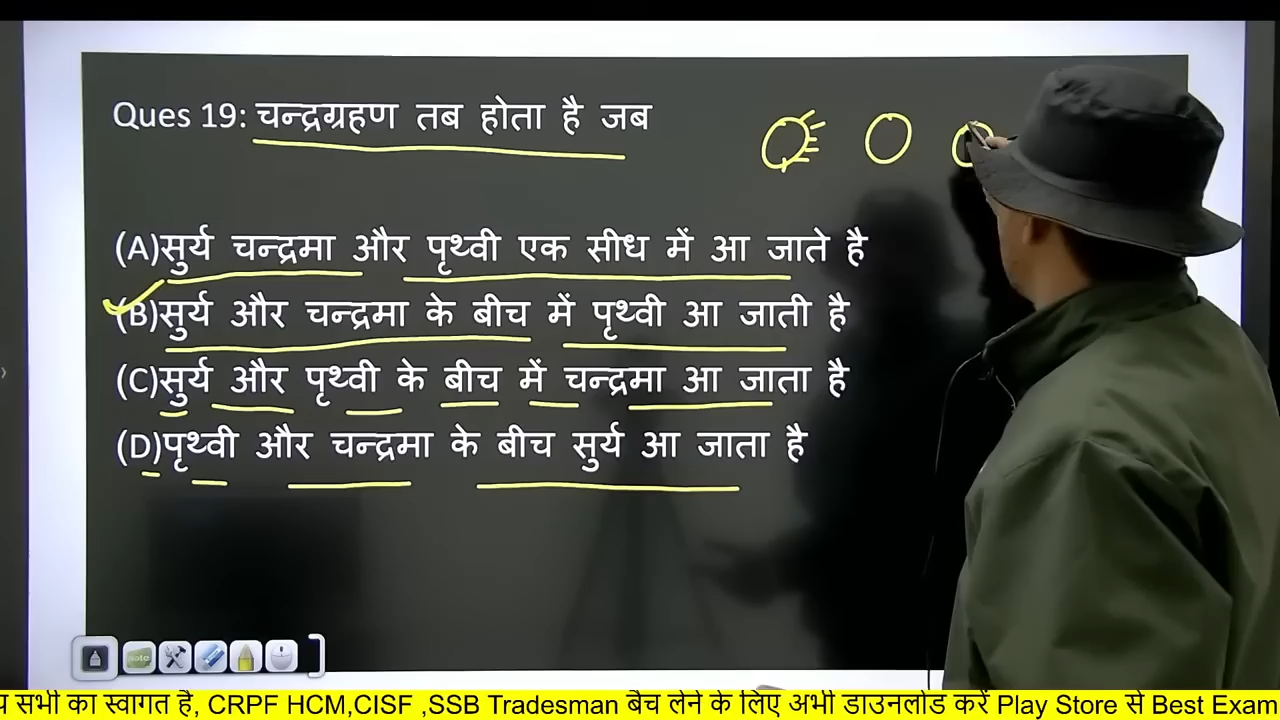 Ques 19: चन्द्रग्रहण तब होता है जब
(A)सुर्य चन्द्रमा और पृथ्वी एक सीध में आ जाते है
(B)सुर्य और चन्द्रमा के बीच में पृथ्वी आ जाती है
(C)सुर्य और पृथ्वी के बीच में चन्द्रमा आ जाता है
(D)पृथ्वी और चन्द्रमा के बीच सुर्य आ जाता है
सभी का स्वागत है, CRPF HCM,CISF ,SSB Tradesman बैच लेने के लिए अभी डाउनलोड करें Play Store से Best Exam